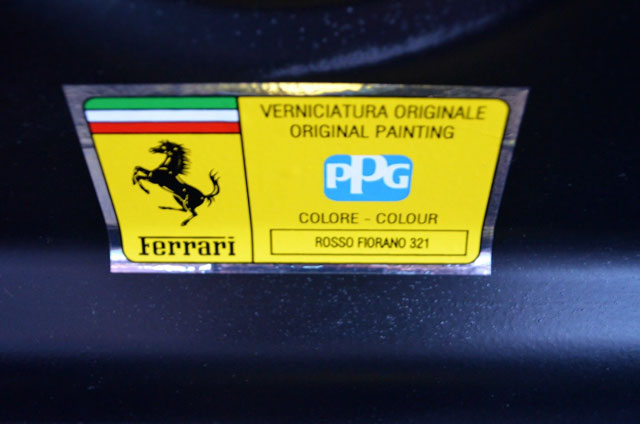 VERNICIATURA ORIGINALE
ORIGINAL PAINTING
PPG
COLORE - COLOUR
ROSSO FIORANO 321
Ferrari